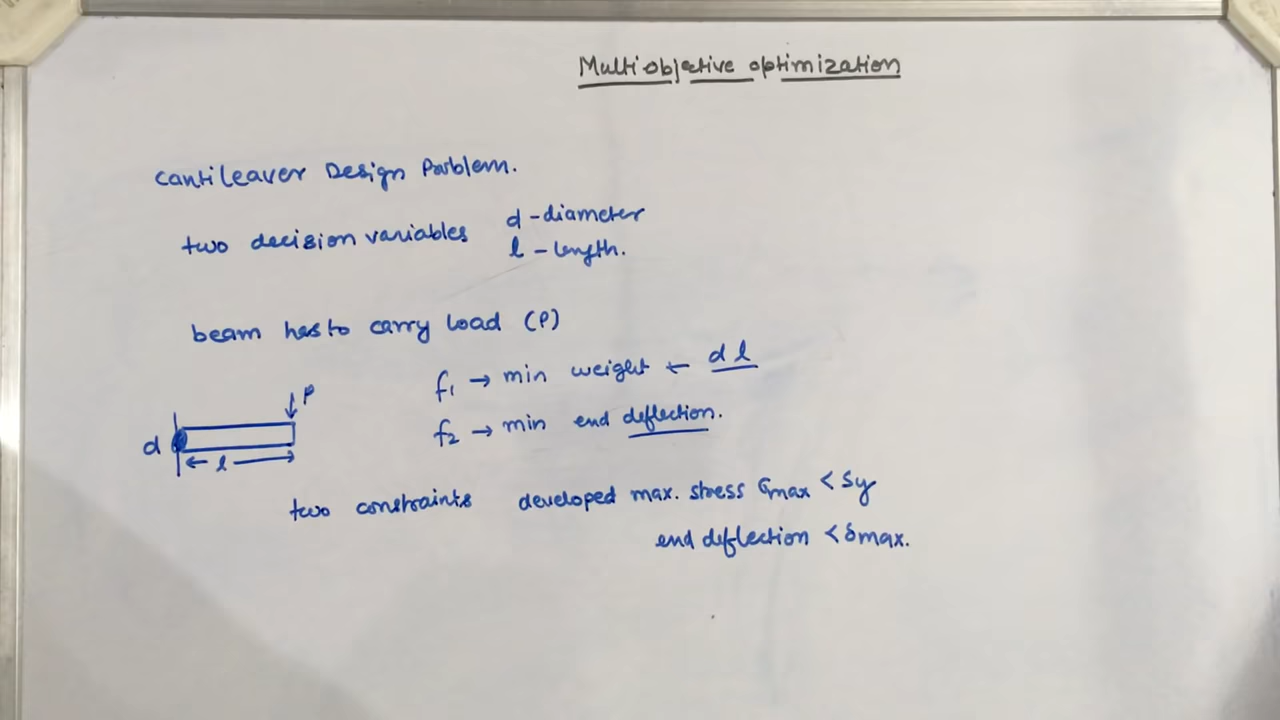 Multiobjective optimization
cantileaver Design Problem.
two decision variables d - diameter
l - length.
beam has to carry load (P)
f1 → min weight ← d l
f2 → min end deflection.
P
d
l
two constraints developed max. stress σmax < Sy
end deflection < δmax.